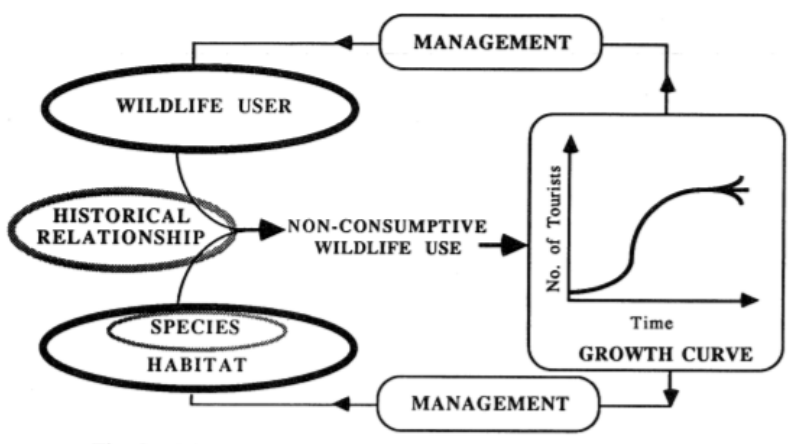 MANAGEMENT
WILDLIFE USER
HISTORICAL
RELATIONSHIP
NON-CONSUMPTIVE
WILDLIFE USE
No. of Tourists
Time
GROWTH CURVE
SPECIES
HABITAT
MANAGEMENT